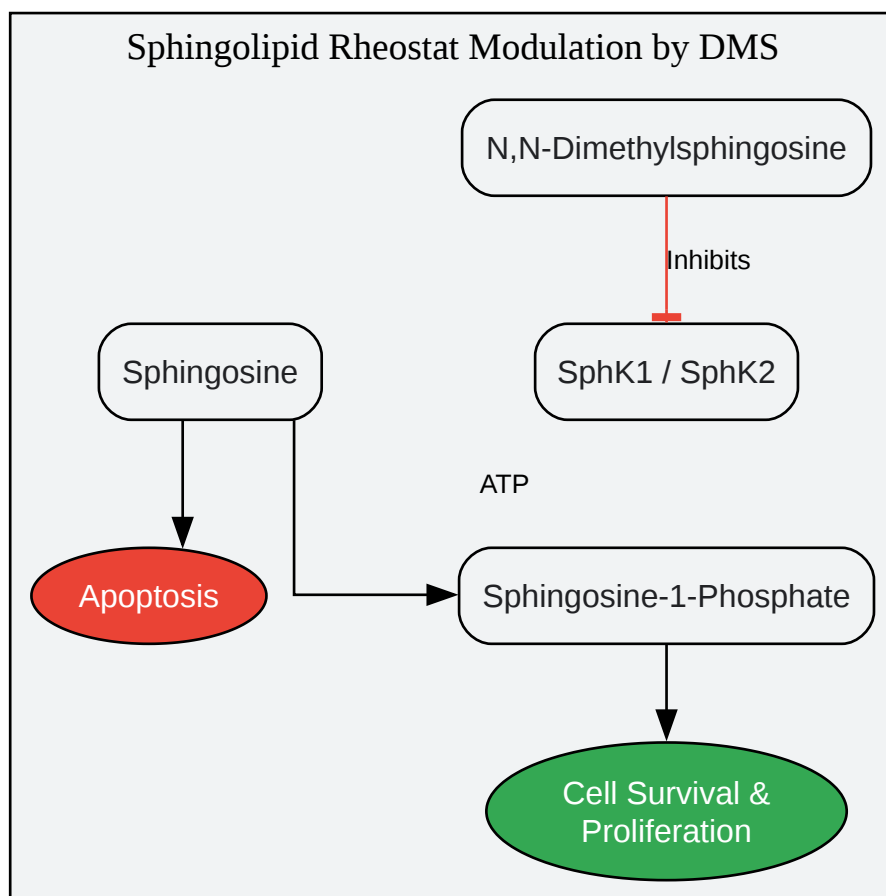 Sphingolipid Rheostat Modulation by DMS
N,N-Dimethylsphingosine
Inhibits
Sphingosine
SphK1 / SphK2
ATP
Apoptosis
Sphingosine-1-Phosphate
Cell Survival &
Proliferation